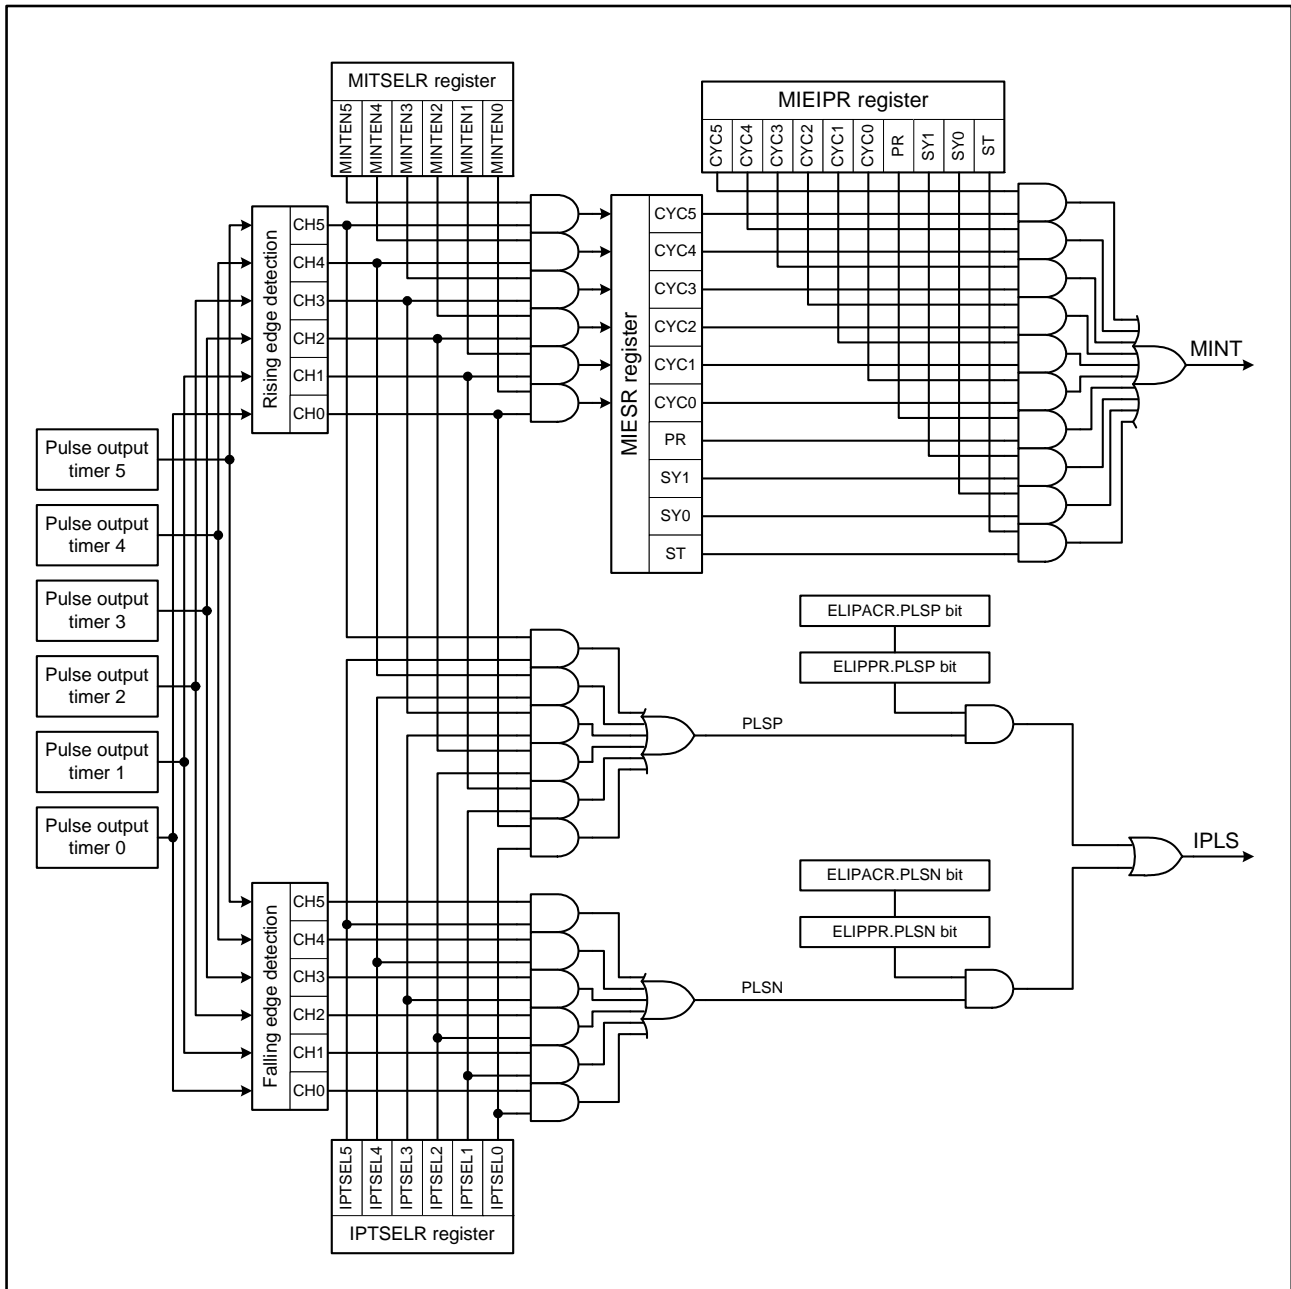 MITSELR register
MINTEN5
MINTEN4
MINTEN3
MINTEN2
MINTEN1
MINTEN0
MIEIPR register
CYC5
CYC4
CYC3
CYC2
CYC1
CYC0
PR
SY1
SY0
ST
Rising edge detection
CH5
CH4
CH3
CH2
CH1
CH0
MIESR register
CYC5
CYC4
CYC3
CYC2
CYC1
CYC0
PR
SY1
SY0
ST
MINT
Pulse output
timer 5
Pulse output
timer 4
Pulse output
timer 3
Pulse output
timer 2
Pulse output
timer 1
Pulse output
timer 0
ELIPACR.PLSP bit
ELIPPR.PLSP bit
PLSP
IPLS
ELIPACR.PLSN bit
ELIPPR.PLSN bit
PLSN
Falling edge detection
CH5
CH4
CH3
CH2
CH1
CH0
IPTSEL5
IPTSEL4
IPTSEL3
IPTSEL2
IPTSEL1
IPTSEL0
IPTSELR register